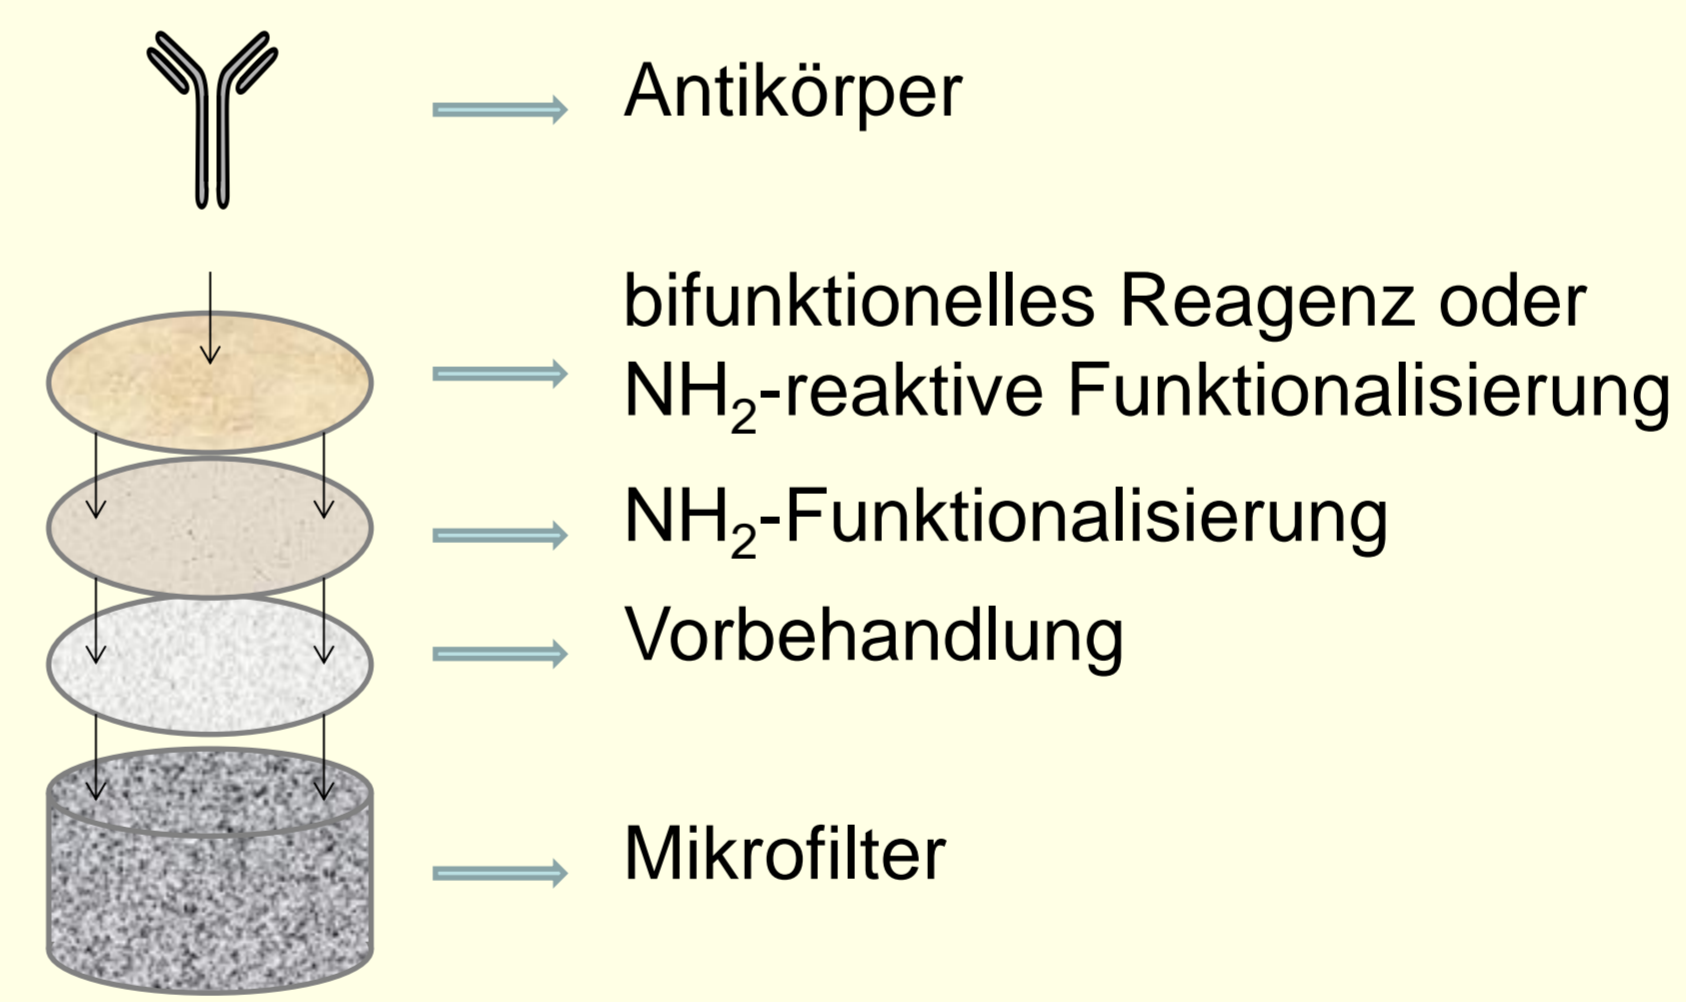 Antikörper
bifunktionelles Reagenz oder
NH₂-reaktive Funktionalisierung
NH₂-Funktionalisierung
Vorbehandlung
Mikrofilter